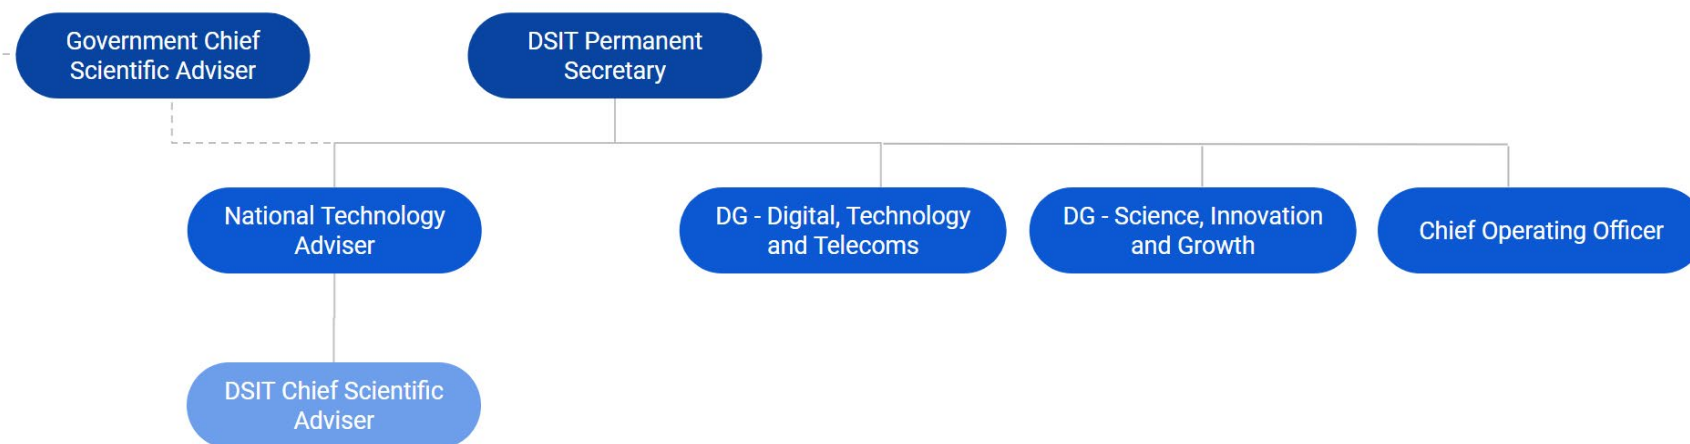 Government Chief
Scientific Adviser
DSIT Permanent
Secretary
National Technology
Adviser
DG - Digital, Technology
and Telecoms
DG - Science, Innovation
and Growth
Chief Operating Officer
DSIT Chief Scientific
Adviser